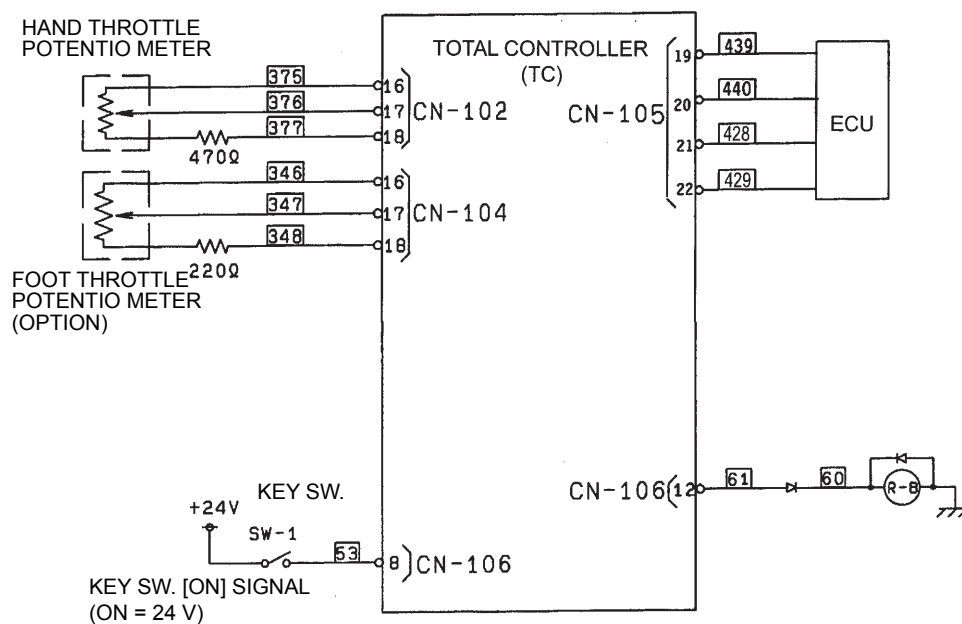 HAND THROTTLE
POTENTIO METER
375
376
377
470Ω
16
17
18
CN-102
346
347
348
220Ω
16
17
18
CN-104
FOOT THROTTLE
POTENTIO METER
(OPTION)
TOTAL CONTROLLER
(TC)
CN-105
19
20
21
22
439
440
428
429
ECU
CN-106
12
61
60
R-8
KEY SW.
+24V
SW-1
53
8
CN-106
KEY SW. [ON] SIGNAL
(ON = 24 V)